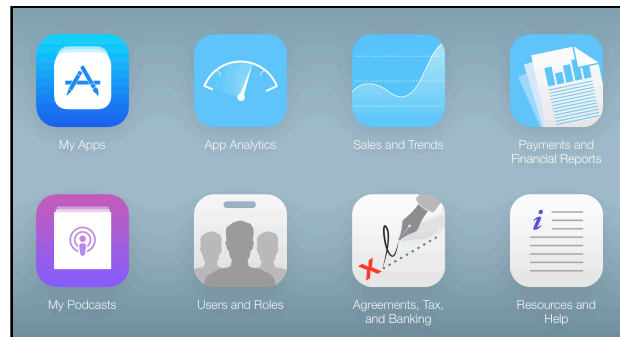 My Apps
App Analytics
Sales and Trends
Payments and
Financial Reports
My Podcasts
Users and Roles
Agreements, Tax,
and Banking
Resources and
Help